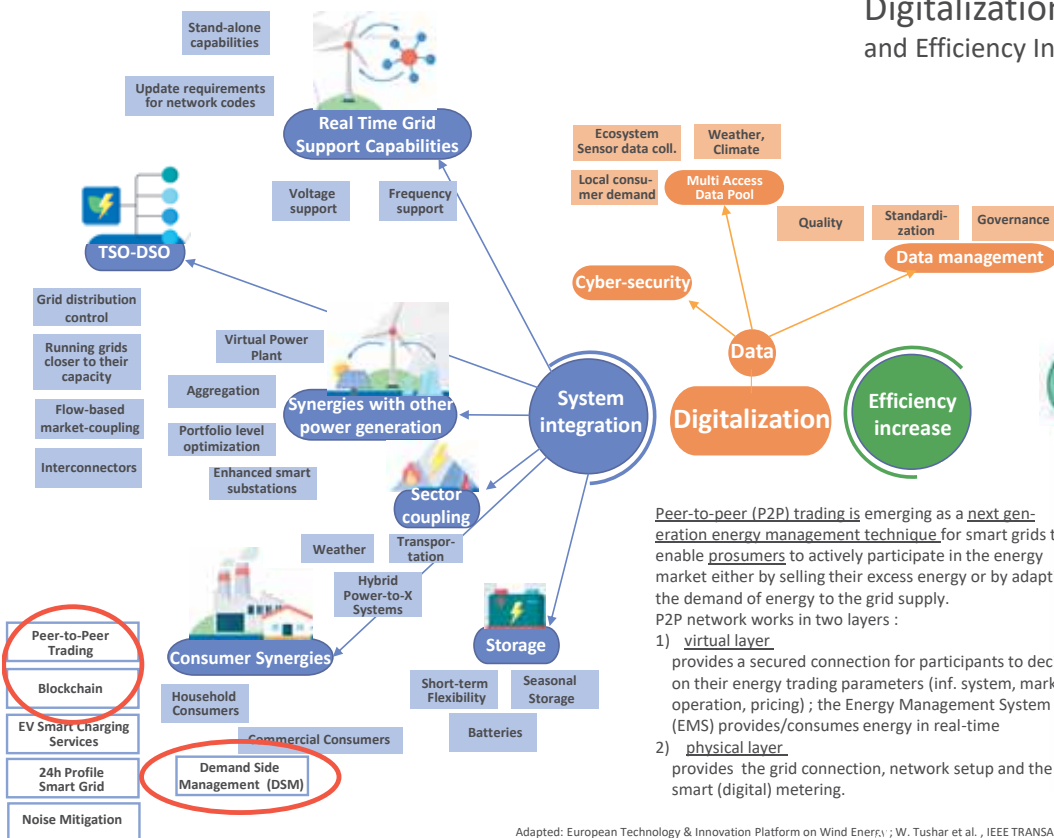 Digitalization
and Efficiency In
Stand-alone
capabilities
Update requirements
for network codes
Real Time Grid
Support Capabilities
Voltage
support
Frequency
support
TSO-DSO
Grid distribution
control
Running grids
closer to their
capacity
Flow-based
market-coupling
Interconnectors
Virtual Power
Plant
Aggregation
Portfolio level
optimization
Enhanced smart
substations
Synergies with other
power generation
Sector
coupling
Weather
Transpor-
tation
Hybrid
Power-to-X
Systems
Consumer Synergies
Household
Consumers
Commercial Consumers
Demand Side
Management (DSM)
Peer-to-Peer
Trading
Blockchain
EV Smart Charging
Services
24h Profile
Smart Grid
Noise Mitigation
Storage
Short-term
Flexibility
Seasonal
Storage
Batteries
System
integration
Ecosystem
Sensor data coll.
Weather,
Climate
Local consu-
mer demand
Multi Access
Data Pool
Quality
Standardi-
zation
Governance
Data management
Cyber-security
Data
Digitalization
Efficiency
increase
Peer-to-peer (P2P) trading is emerging as a next gen-
eration energy management technique for smart grids t
enable prosumers to actively participate in the energy
market either by selling their excess energy or by adapt
the demand of energy to the grid supply.
P2P network works in two layers :
1) virtual layer
provides a secured connection for participants to dec
on their energy trading parameters (inf. system, mark
operation, pricing) ; the Energy Management System
(EMS) provides/consumes energy in real-time
2) physical layer
provides the grid connection, network setup and the
smart (digital) metering.
Adapted: European Technology & Innovation Platform on Wind Energy ; W. Tushar et al. , IEEE TRANSA